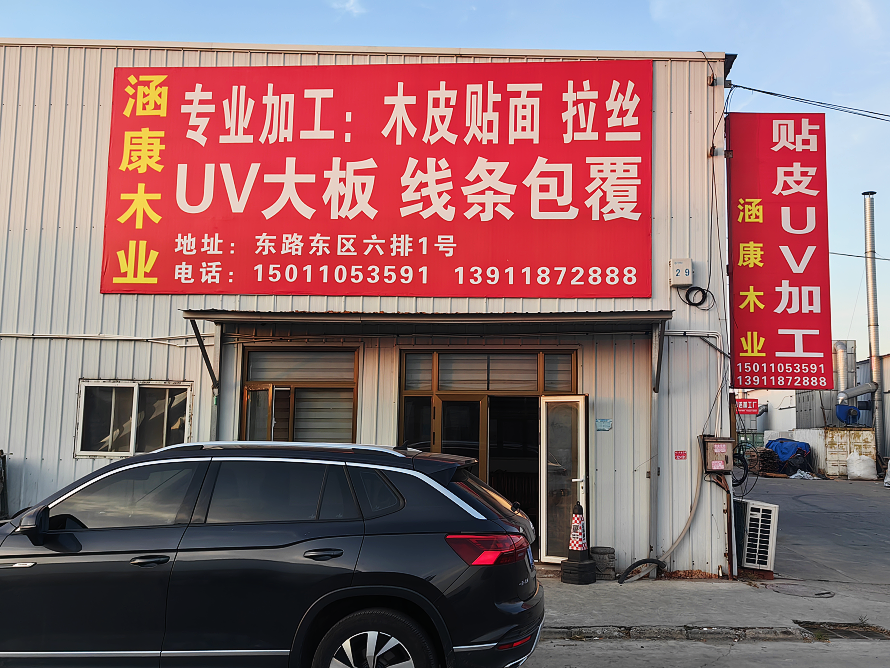 涵康木业
专业加工：木皮贴面 拉丝
UV大板 线条包覆
地址：东路东区六排1号
电话：15011053591 13911872888
贴皮UV加工
涵康木业
15011053591
13911872888
29